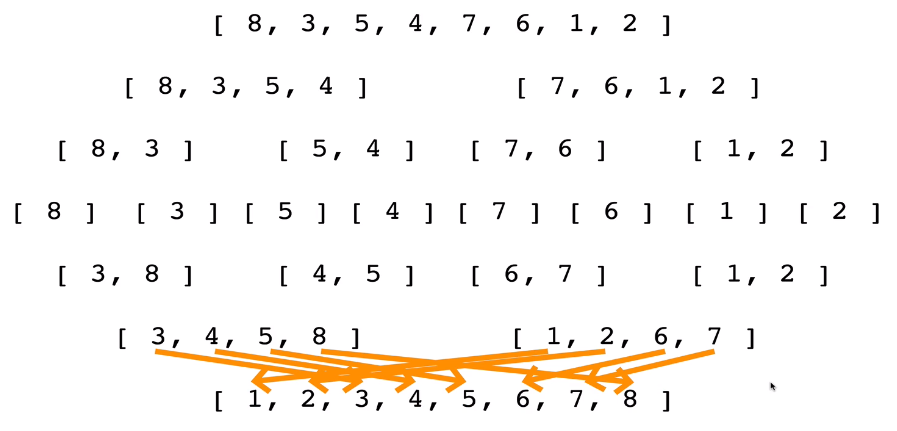 [ 8, 3, 5, 4, 7, 6, 1, 2 ]
[ 8, 3, 5, 4 ] [ 7, 6, 1, 2 ]
[ 8, 3 ] [ 5, 4 ] [ 7, 6 ] [ 1, 2 ]
[ 8 ] [ 3 ] [ 5 ] [ 4 ] [ 7 ] [ 6 ] [ 1 ] [ 2 ]
[ 3, 8 ] [ 4, 5 ] [ 6, 7 ] [ 1, 2 ]
[ 3, 4, 5, 8 ] [ 1, 2, 6, 7 ]
[ 1, 2, 3, 4, 5, 6, 7, 8 ]